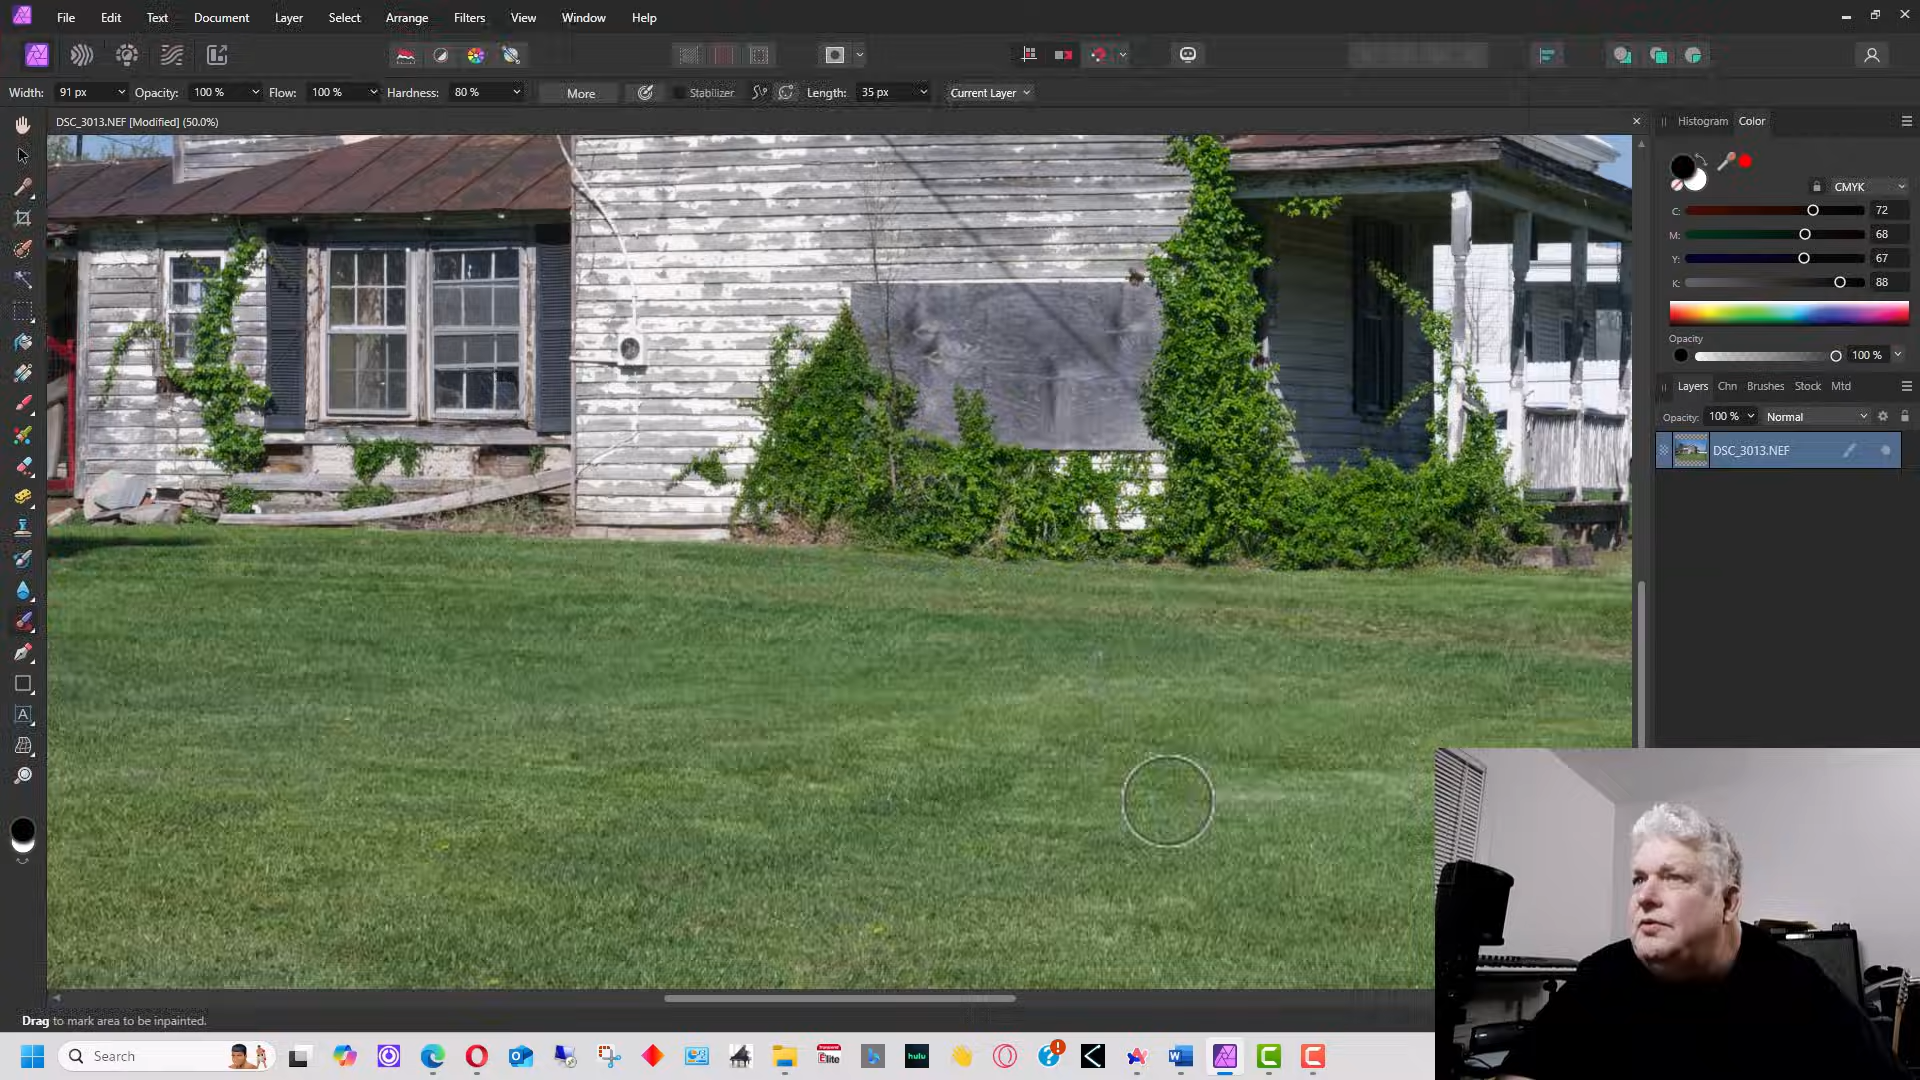 File Edit Text Document Layer Select Arrange Filters View Window Help
Width: 91 px Opacity: 100 % Flow: 100 % Hardness: 80 % More Stabilizer Length: 35 px Current Layer
DSC_3013.NEF [Modified] (50.0%)
Histogram Color
CMYK
C: 72
M: 68
Y: 67
K: 88
Opacity
100 %
Layers Chn Brushes Stock Mtd
Opacity: 100 % Normal
DSC_3013.NEF
A
Drag to mark area to be inpainted.
Search
Elite
hulu